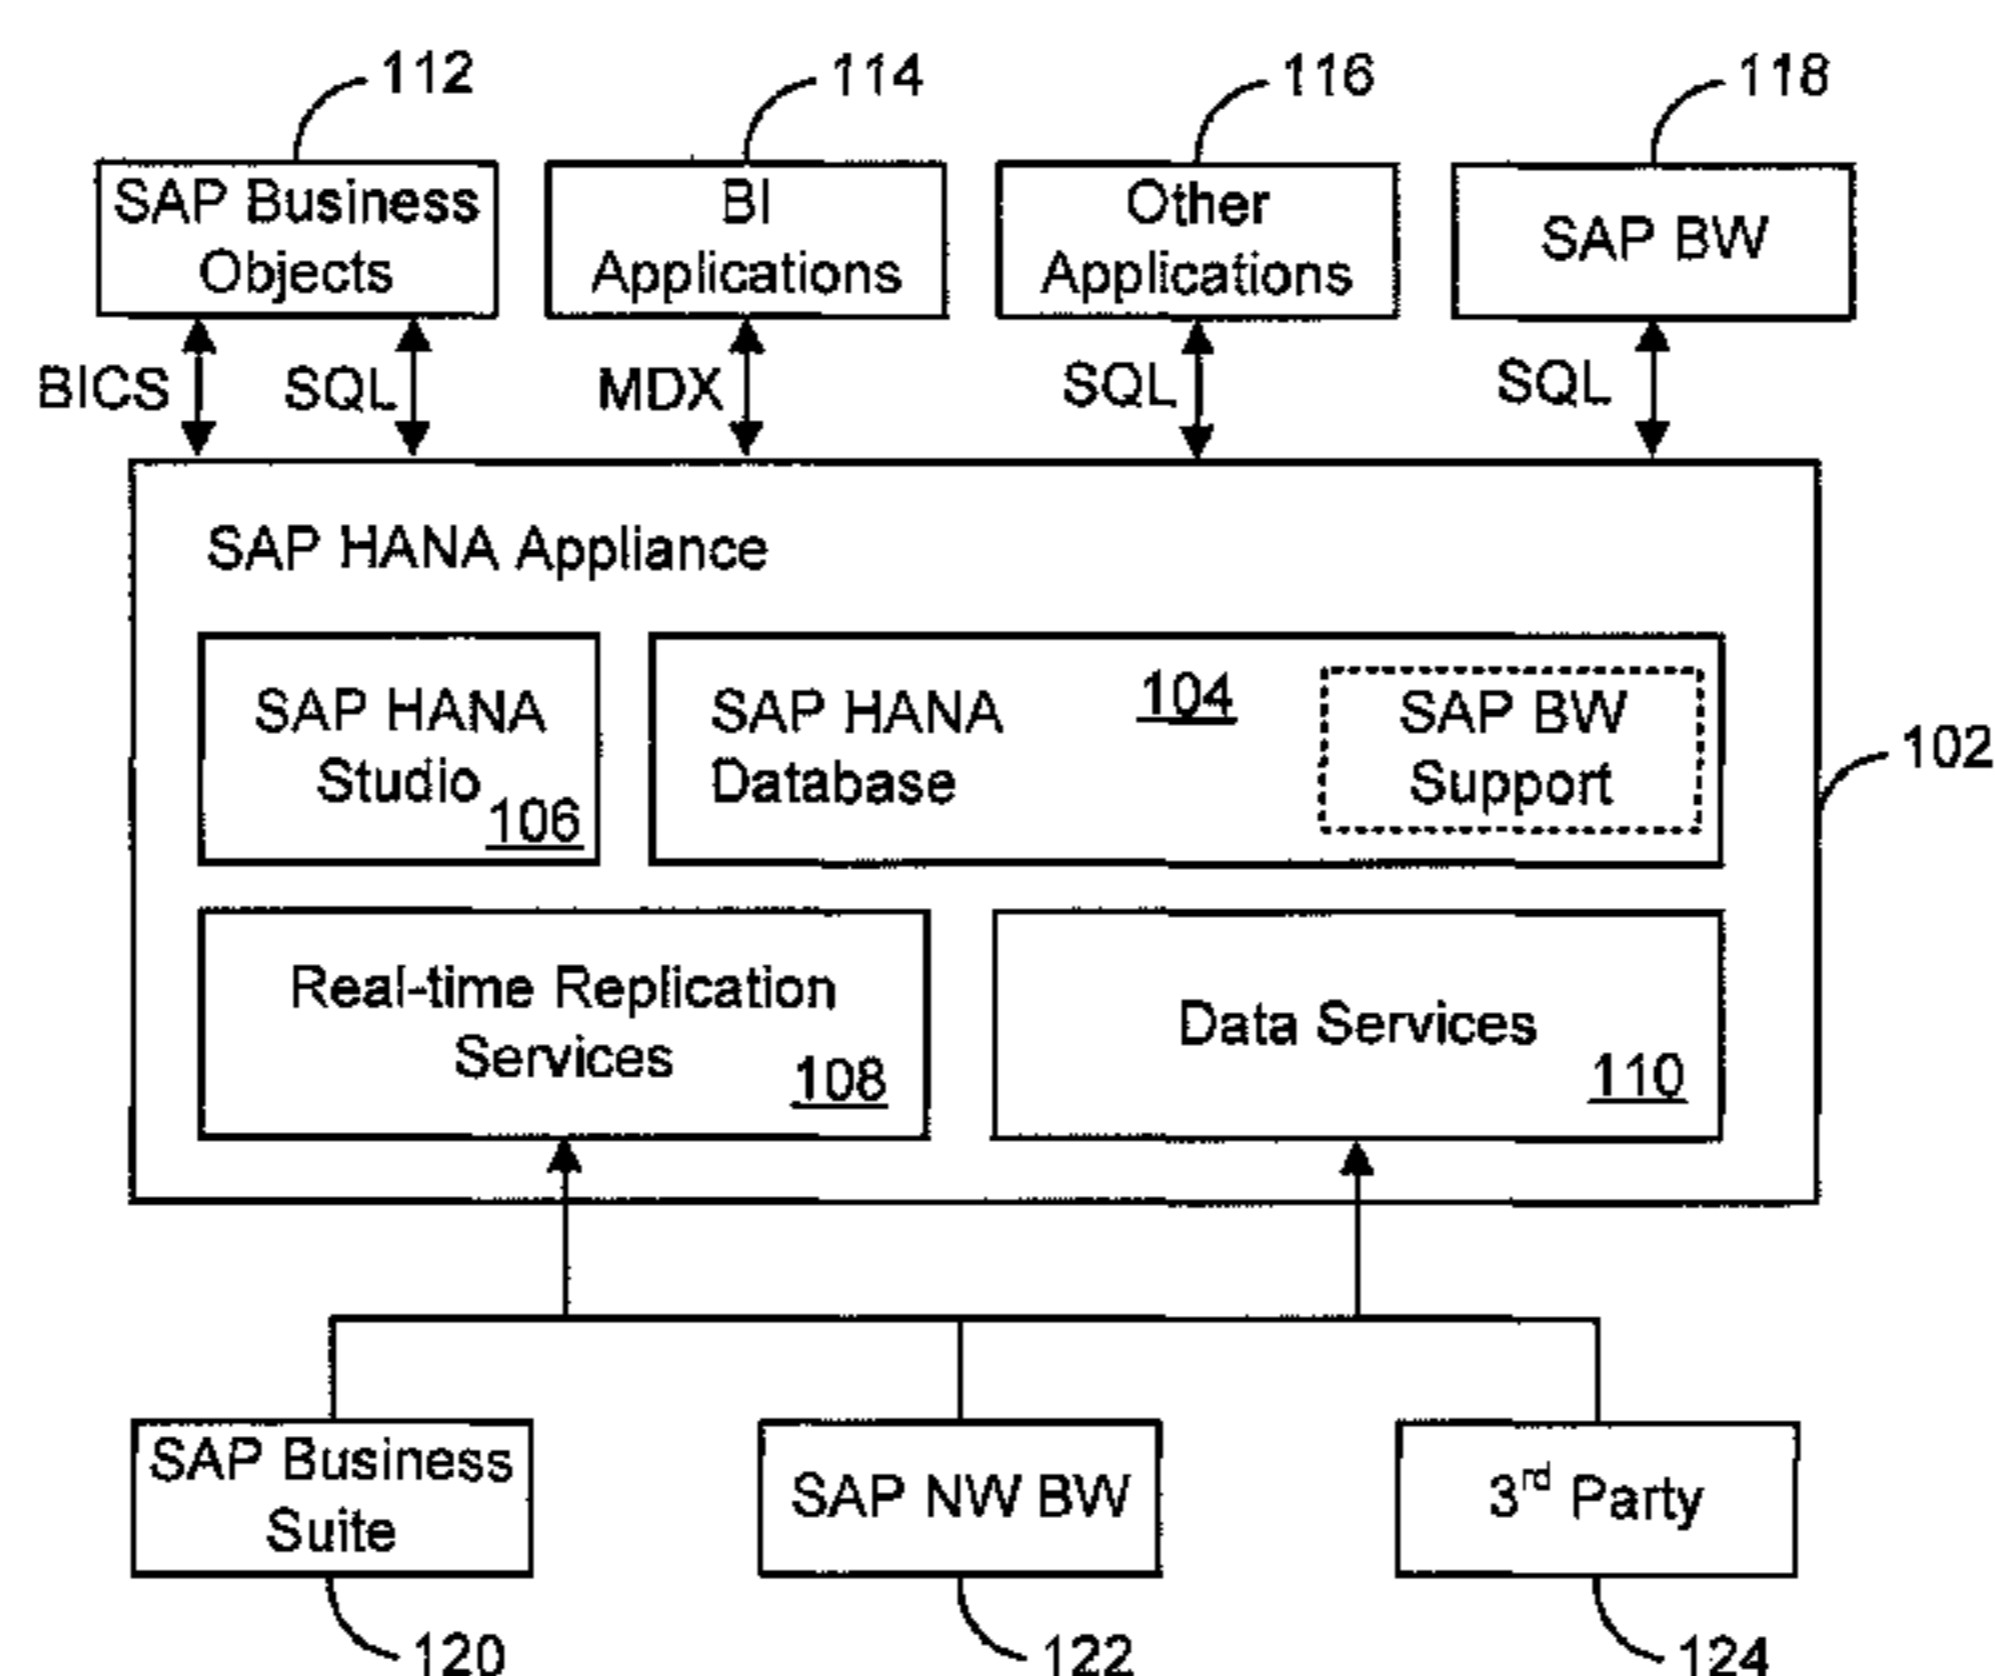 112
114
116
118
SAP Business
Objects
BI
Applications
Other
Applications
SAP BW
BICS
SQL
MDX
SQL
SQL
SAP HANA Appliance
SAP HANA
Studio
106
SAP HANA
Database
104
SAP BW
Support
102
Real-time Replication
Services
108
Data Services
110
SAP Business
Suite
SAP NW BW
3rd Party
120
122
124